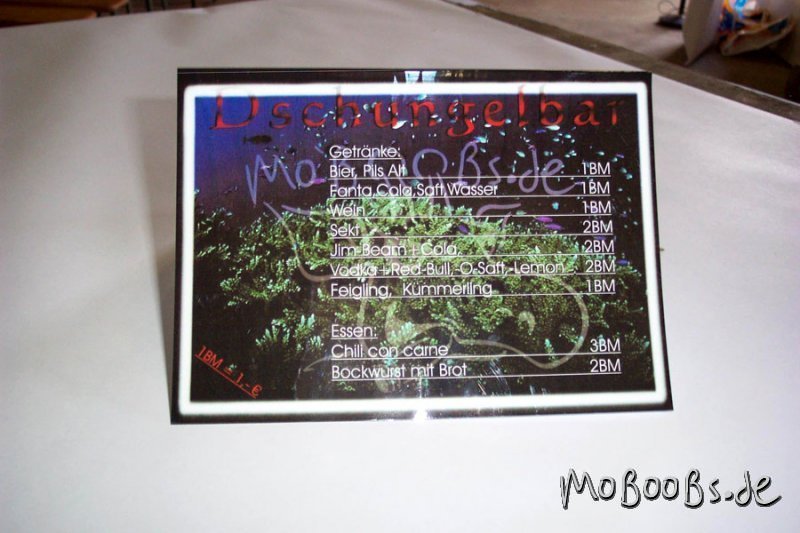 Dschungelbar
MoBooBs.de
Getränke:
Bier, Pils Alt 1BM
Fanta,Cola,Saft,Wasser 1BM
Wein 1BM
Sekt 2BM
Jim-Beam+Cola, 2BM
Vodka+Red-Bull,-O-Saft,-Lemon 2BM
Feigling, Kümmerling 1BM
Essen:
Chili con carne 3BM
Bockwurst mit Brot 2BM
1BM = 1,- €
MoBooBs.de